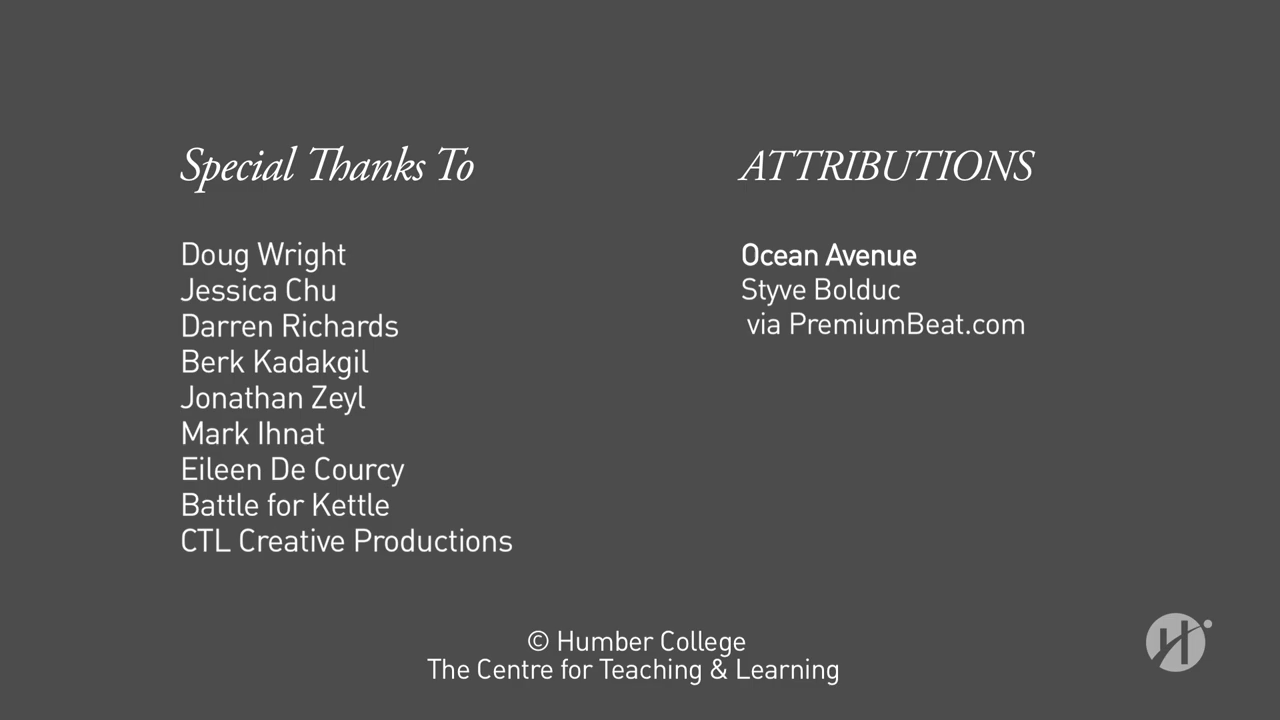 Special Thanks To
Doug Wright
Jessica Chu
Darren Richards
Berk Kadakgil
Jonathan Zeyl
Mark Ihnat
Eileen De Courcy
Battle for Kettle
CTL Creative Productions
ATTRIBUTIONS
Ocean Avenue
Styve Bolduc
via PremiumBeat.com
© Humber College
The Centre for Teaching & Learning
H